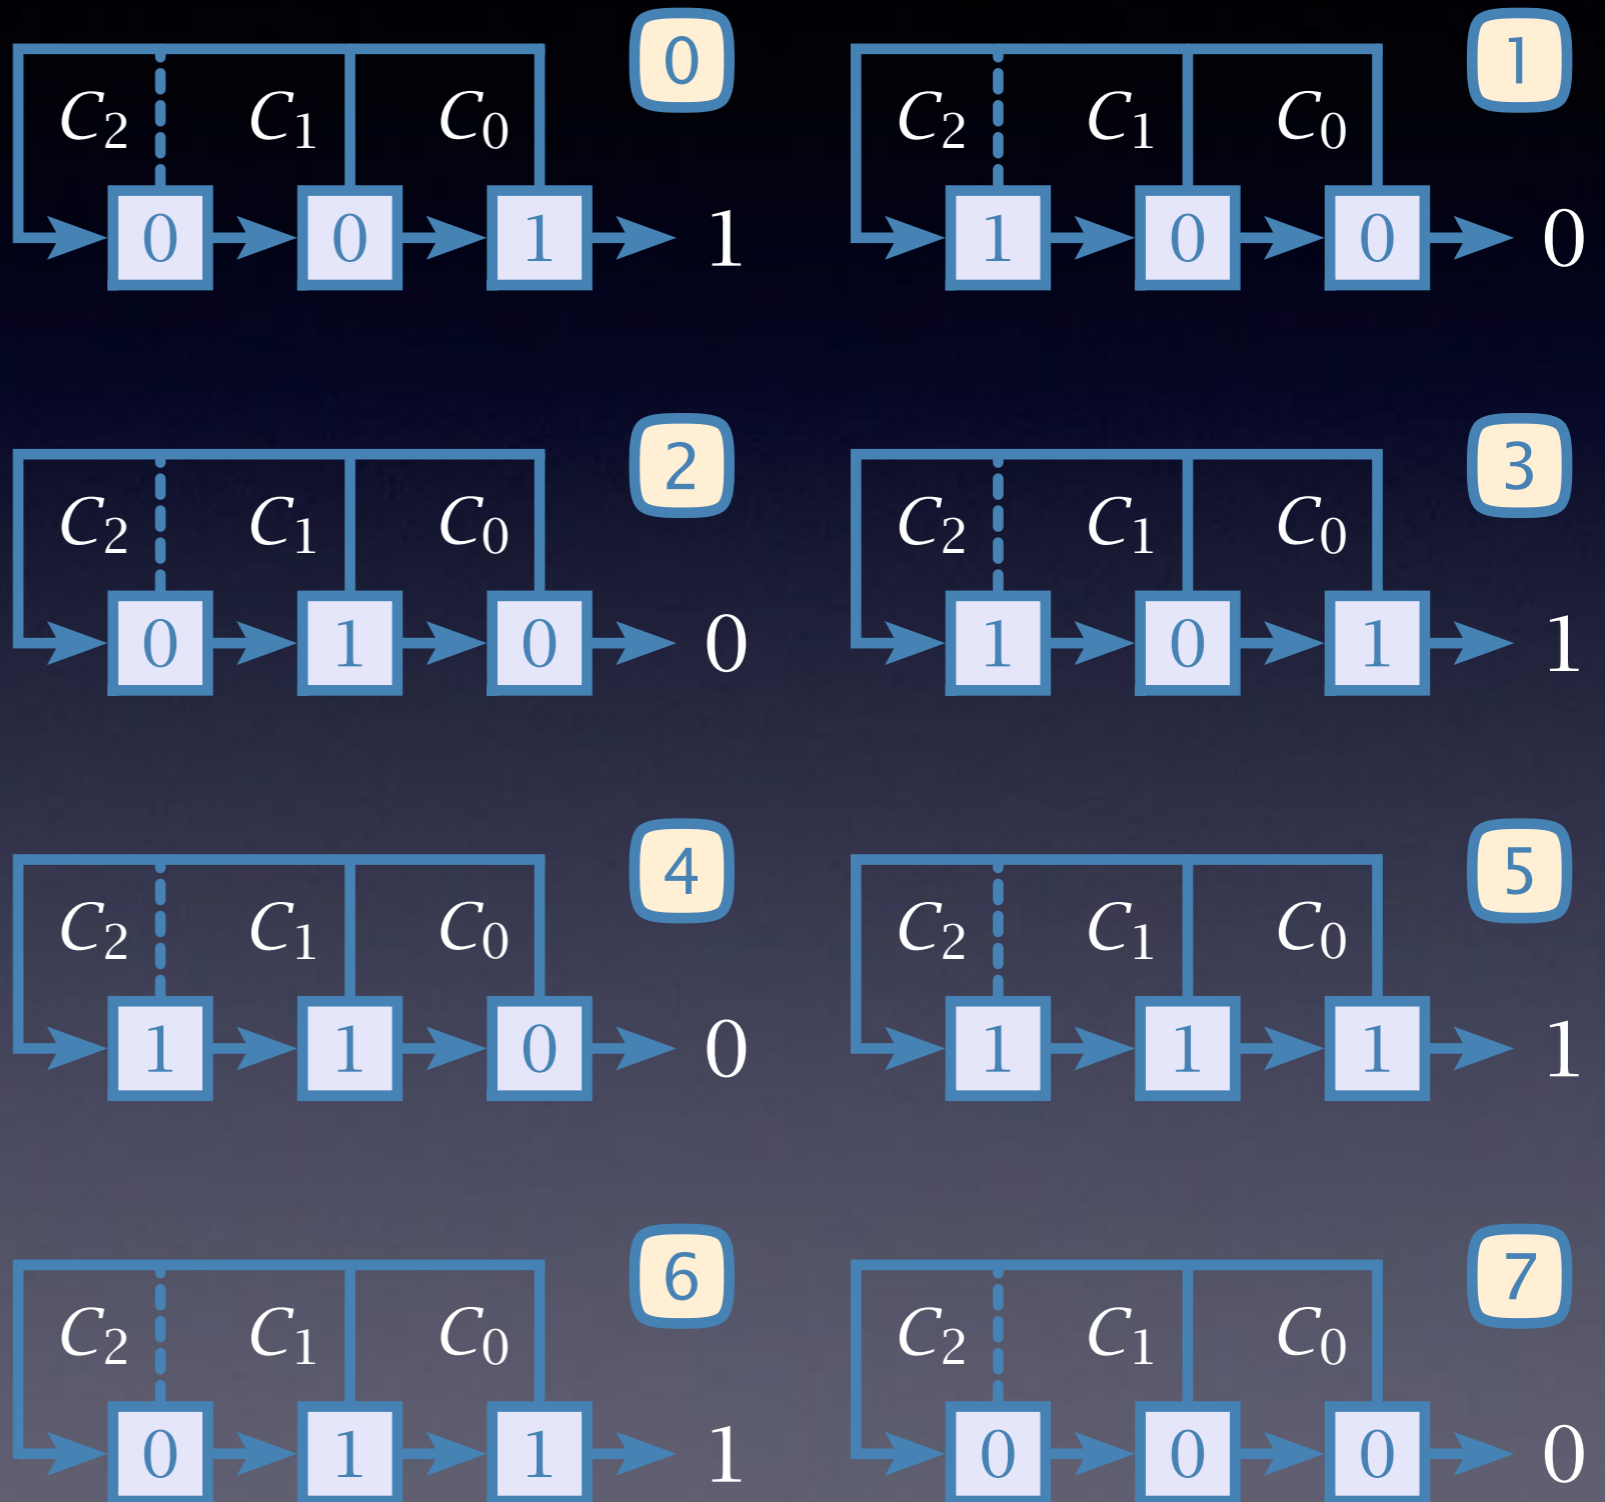 0 1
C2 C1 C0 C2 C1 C0
0 0 1 1 1 0 0 0
2 3
C2 C1 C0 C2 C1 C0
0 1 0 0 1 0 1 1
4 5
C2 C1 C0 C2 C1 C0
1 1 0 0 1 1 1 1
6 7
C2 C1 C0 C2 C1 C0
0 1 1 1 0 0 0 0